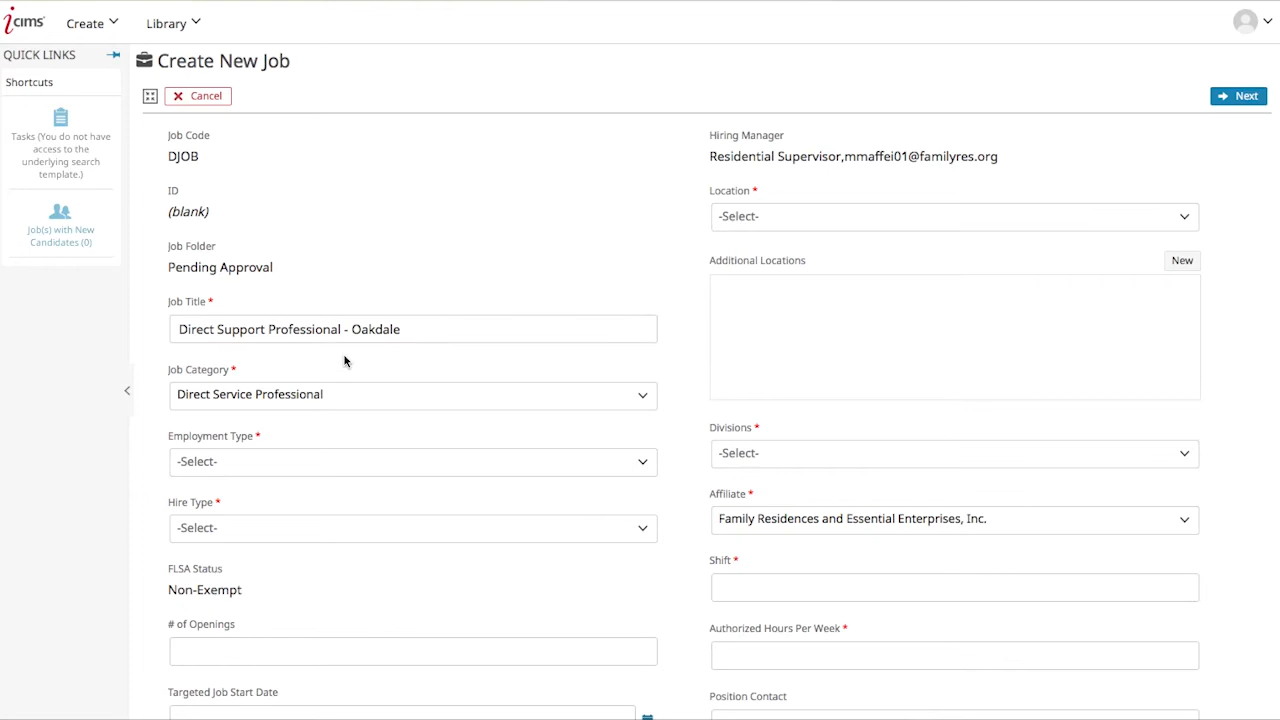 iCIMS
Create
Library
QUICK LINKS
Shortcuts
Tasks (You do not have
access to the
underlying search
template.)
Job(s) with New
Candidates (0)
Create New Job
Cancel
Next
Job Code
DJOB
ID
(blank)
Job Folder
Pending Approval
Job Title *
Direct Support Professional - Oakdale
Job Category *
Direct Service Professional
Employment Type *
-Select-
Hire Type *
-Select-
FLSA Status
Non-Exempt
# of Openings
Targeted Job Start Date
Hiring Manager
Residential Supervisor,mmaffei01@familyres.org
Location *
-Select-
Additional Locations
New
Divisions *
-Select-
Affiliate *
Family Residences and Essential Enterprises, Inc.
Shift *
Authorized Hours Per Week *
Position Contact